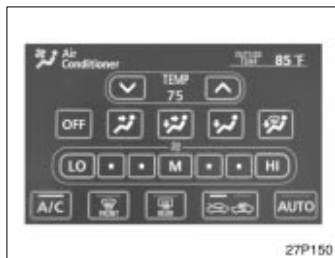 Air
Conditioner
OUTSIDE
TEMP 85°F
TEMP
75
OFF
LO M HI
A/C FRONT REAR AUTO
27P150